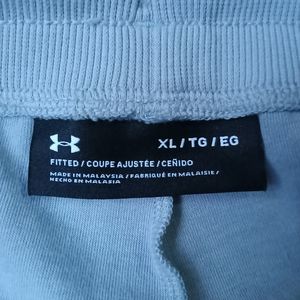 XL / TG / EG
FITTED / COUPE AJUSTÉE / CEÑIDO
MADE IN MALAYSIA / FABRIQUÉ EN MALAISIE /
HECHO EN MALASIA